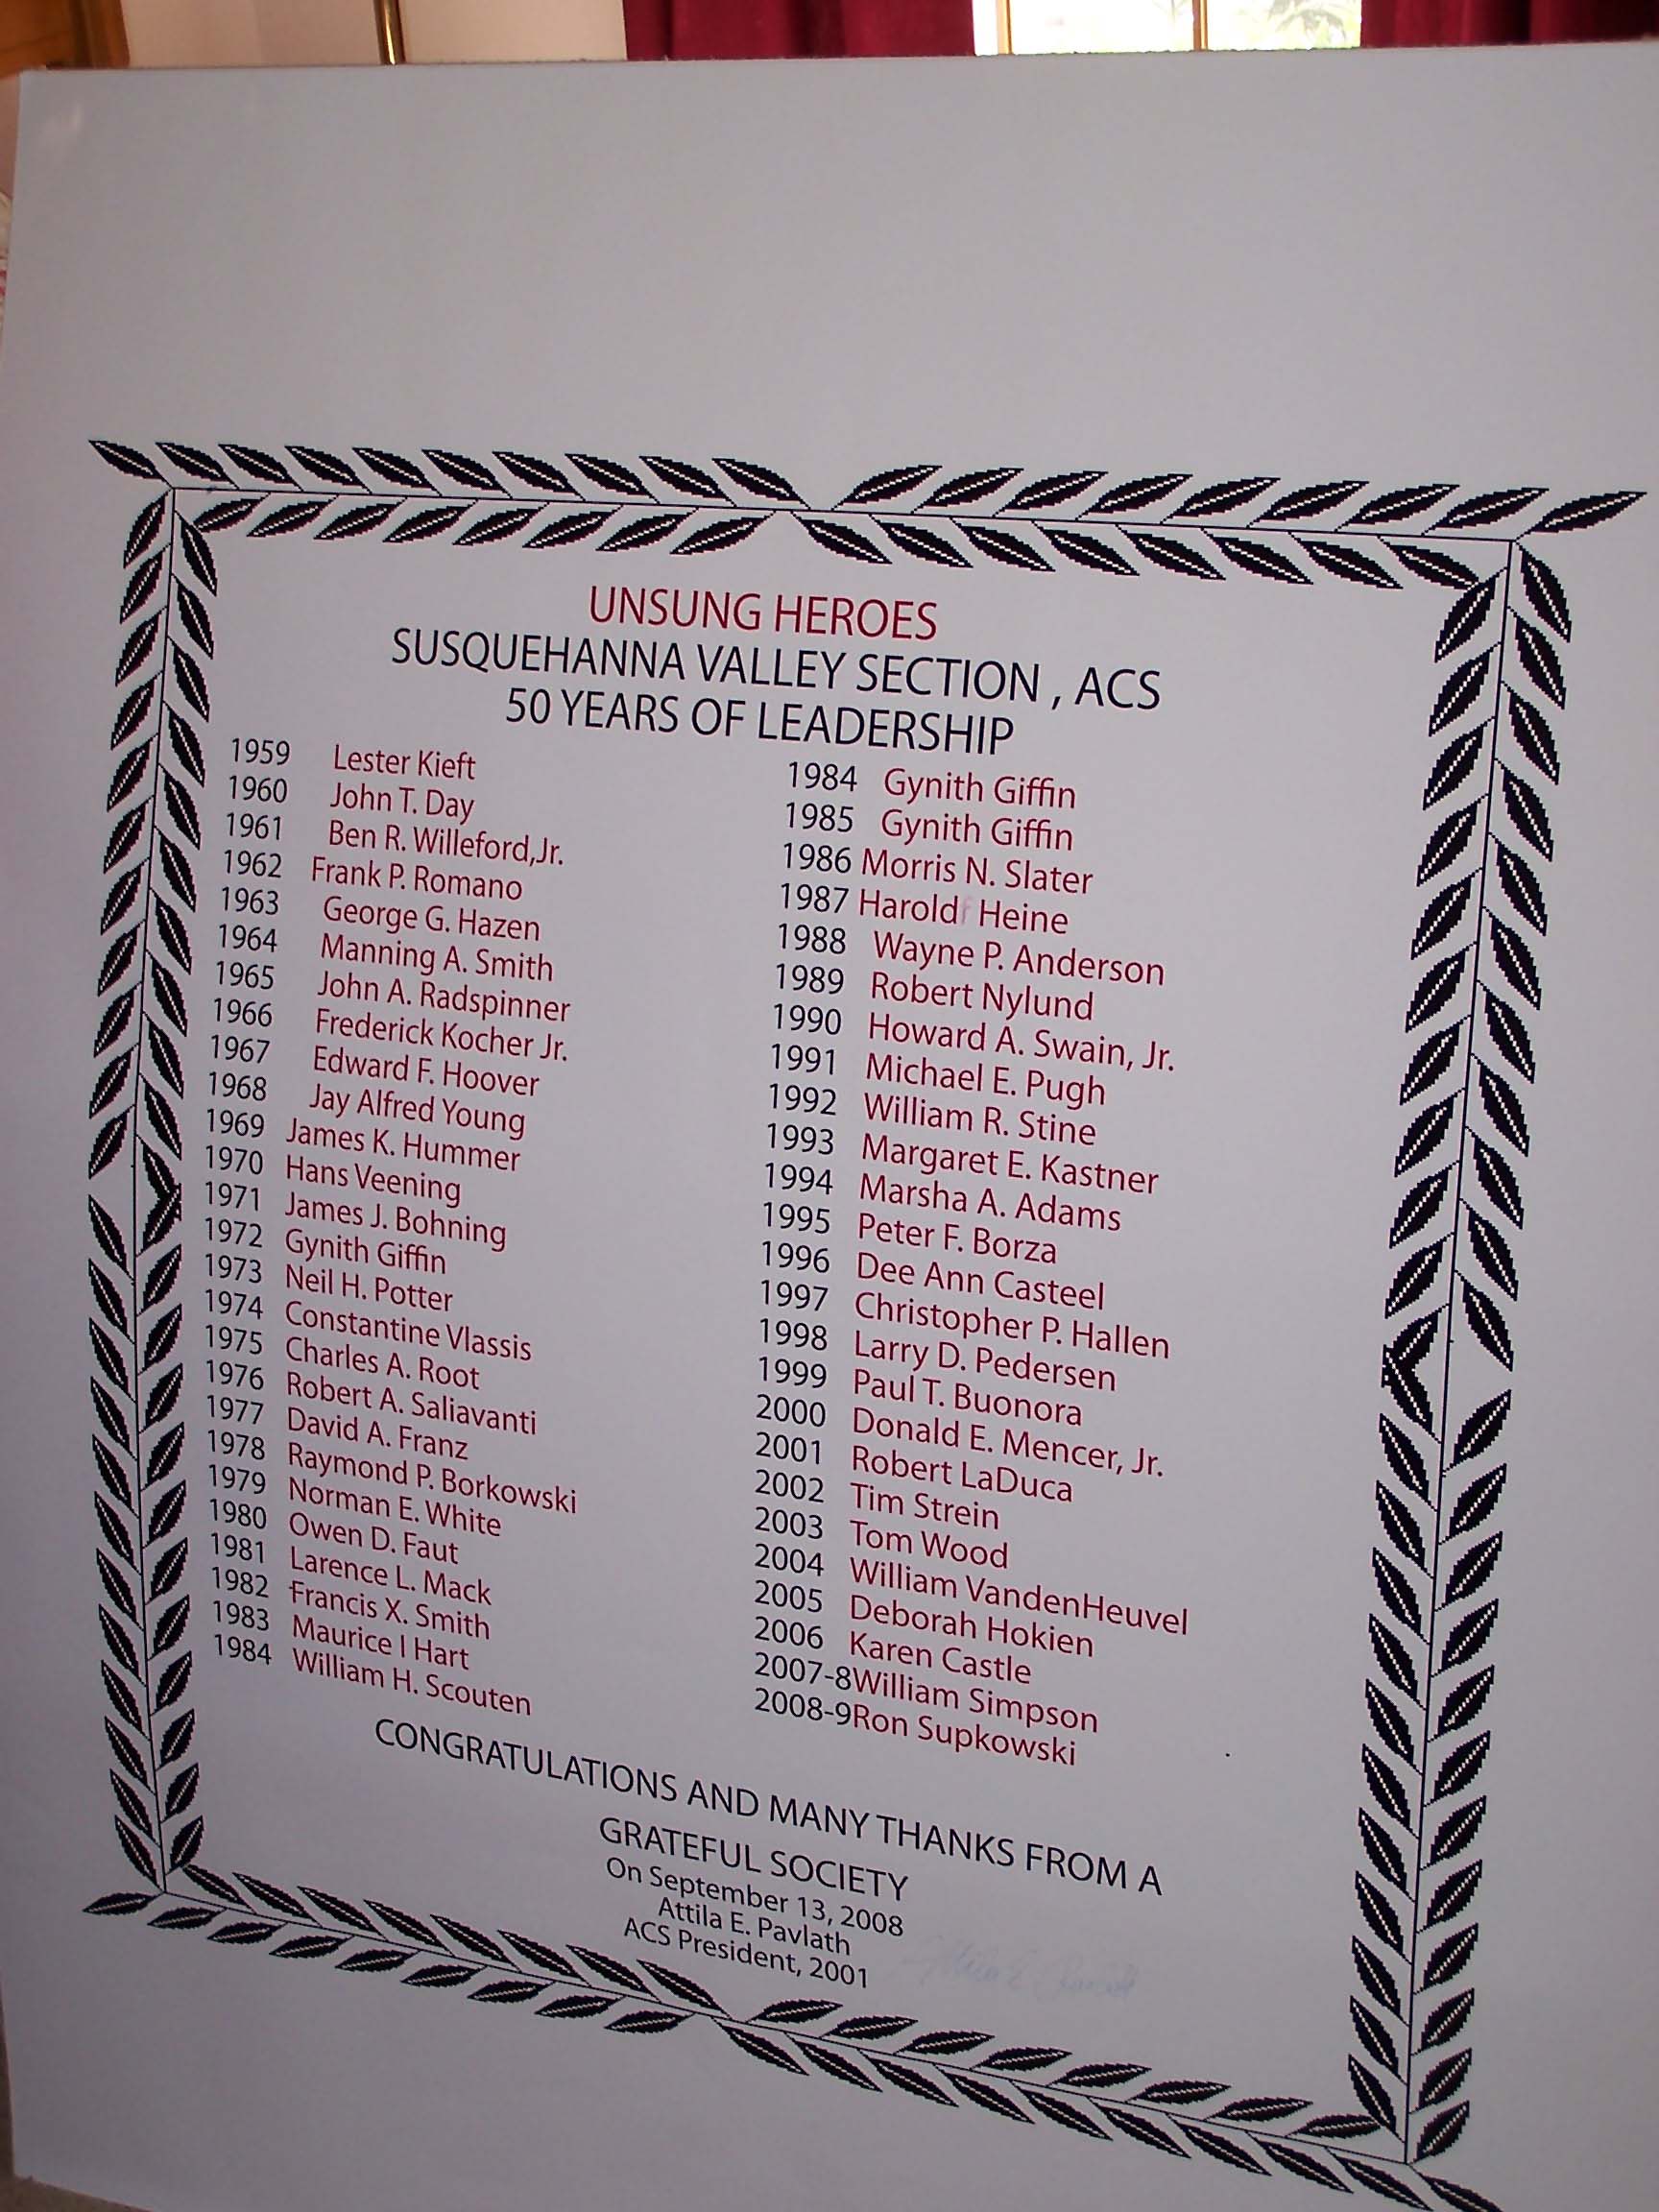 UNSUNG HEROES
SUSQUEHANNA VALLEY SECTION , ACS
50 YEARS OF LEADERSHIP
1959 Lester Kieft
1960 John T. Day
1961 Ben R. Willeford,Jr.
1962 Frank P. Romano
1963 George G. Hazen
1964 Manning A. Smith
1965 John A. Radspinner
1966 Frederick Kocher Jr.
1967 Edward F. Hoover
1968 Jay Alfred Young
1969 James K. Hummer
1970 Hans Veening
1971 James J. Bohning
1972 Gynith Giffin
1973 Neil H. Potter
1974 Constantine Vlassis
1975 Charles A. Root
1976 Robert A. Saliavanti
1977 David A. Franz
1978 Raymond P. Borkowski
1979 Norman E. White
1980 Owen D. Faut
1981 Larence L. Mack
1982 Francis X. Smith
1983 Maurice I Hart
1984 William H. Scouten
1984 Gynith Giffin
1985 Gynith Giffin
1986 Morris N. Slater
1987 Harold Heine
1988 Wayne P. Anderson
1989 Robert Nylund
1990 Howard A. Swain, Jr.
1991 Michael E. Pugh
1992 William R. Stine
1993 Margaret E. Kastner
1994 Marsha A. Adams
1995 Peter F. Borza
1996 Dee Ann Casteel
1997 Christopher P. Hallen
1998 Larry D. Pedersen
1999 Paul T. Buonora
2000 Donald E. Mencer, Jr.
2001 Robert LaDuca
2002 Tim Strein
2003 Tom Wood
2004 William VandenHeuvel
2005 Deborah Hokien
2006 Karen Castle
2007-8William Simpson
2008-9Ron Supkowski
CONGRATULATIONS AND MANY THANKS FROM A
GRATEFUL SOCIETY
On September 13, 2008
Attila E. Pavlath
ACS President, 2001